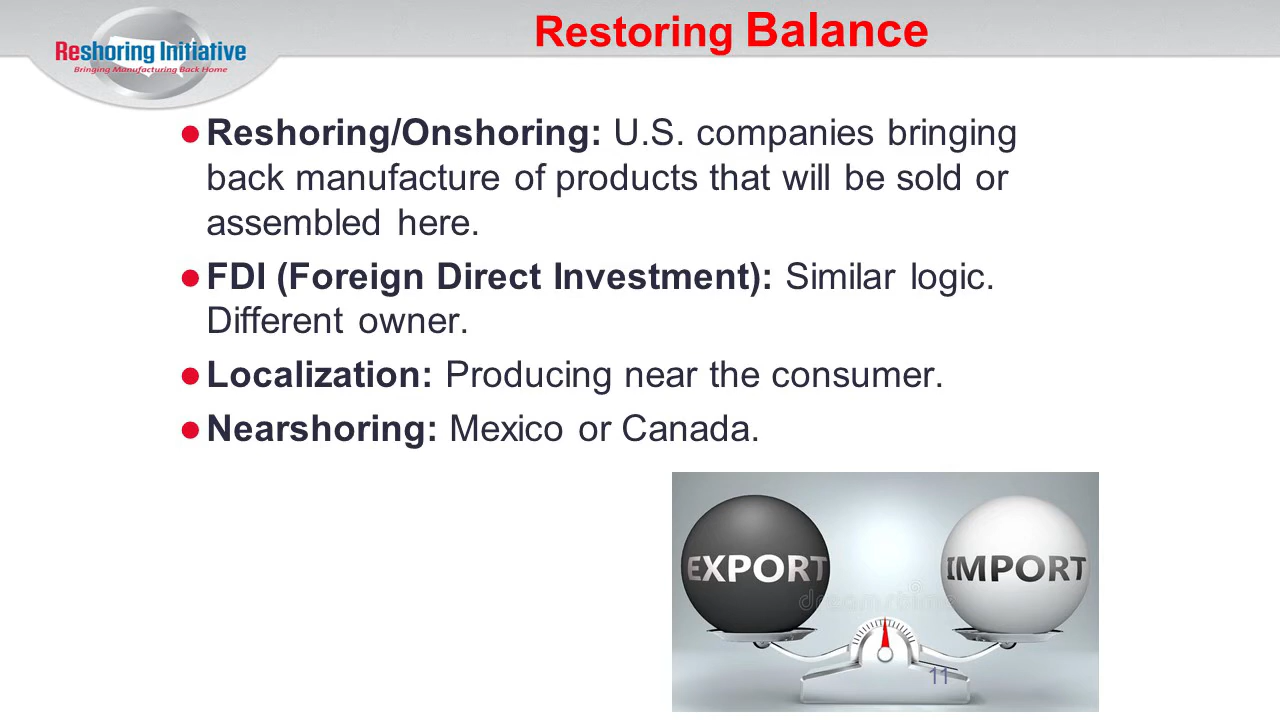 Restoring Balance
Reshoring Initiative
Bringing Manufacturing Back Home
●Reshoring/Onshoring: U.S. companies bringing
back manufacture of products that will be sold or
assembled here.
●FDI (Foreign Direct Investment): Similar logic.
Different owner.
●Localization: Producing near the consumer.
●Nearshoring: Mexico or Canada.
EXPORT
IMPORT
dreamstime
11